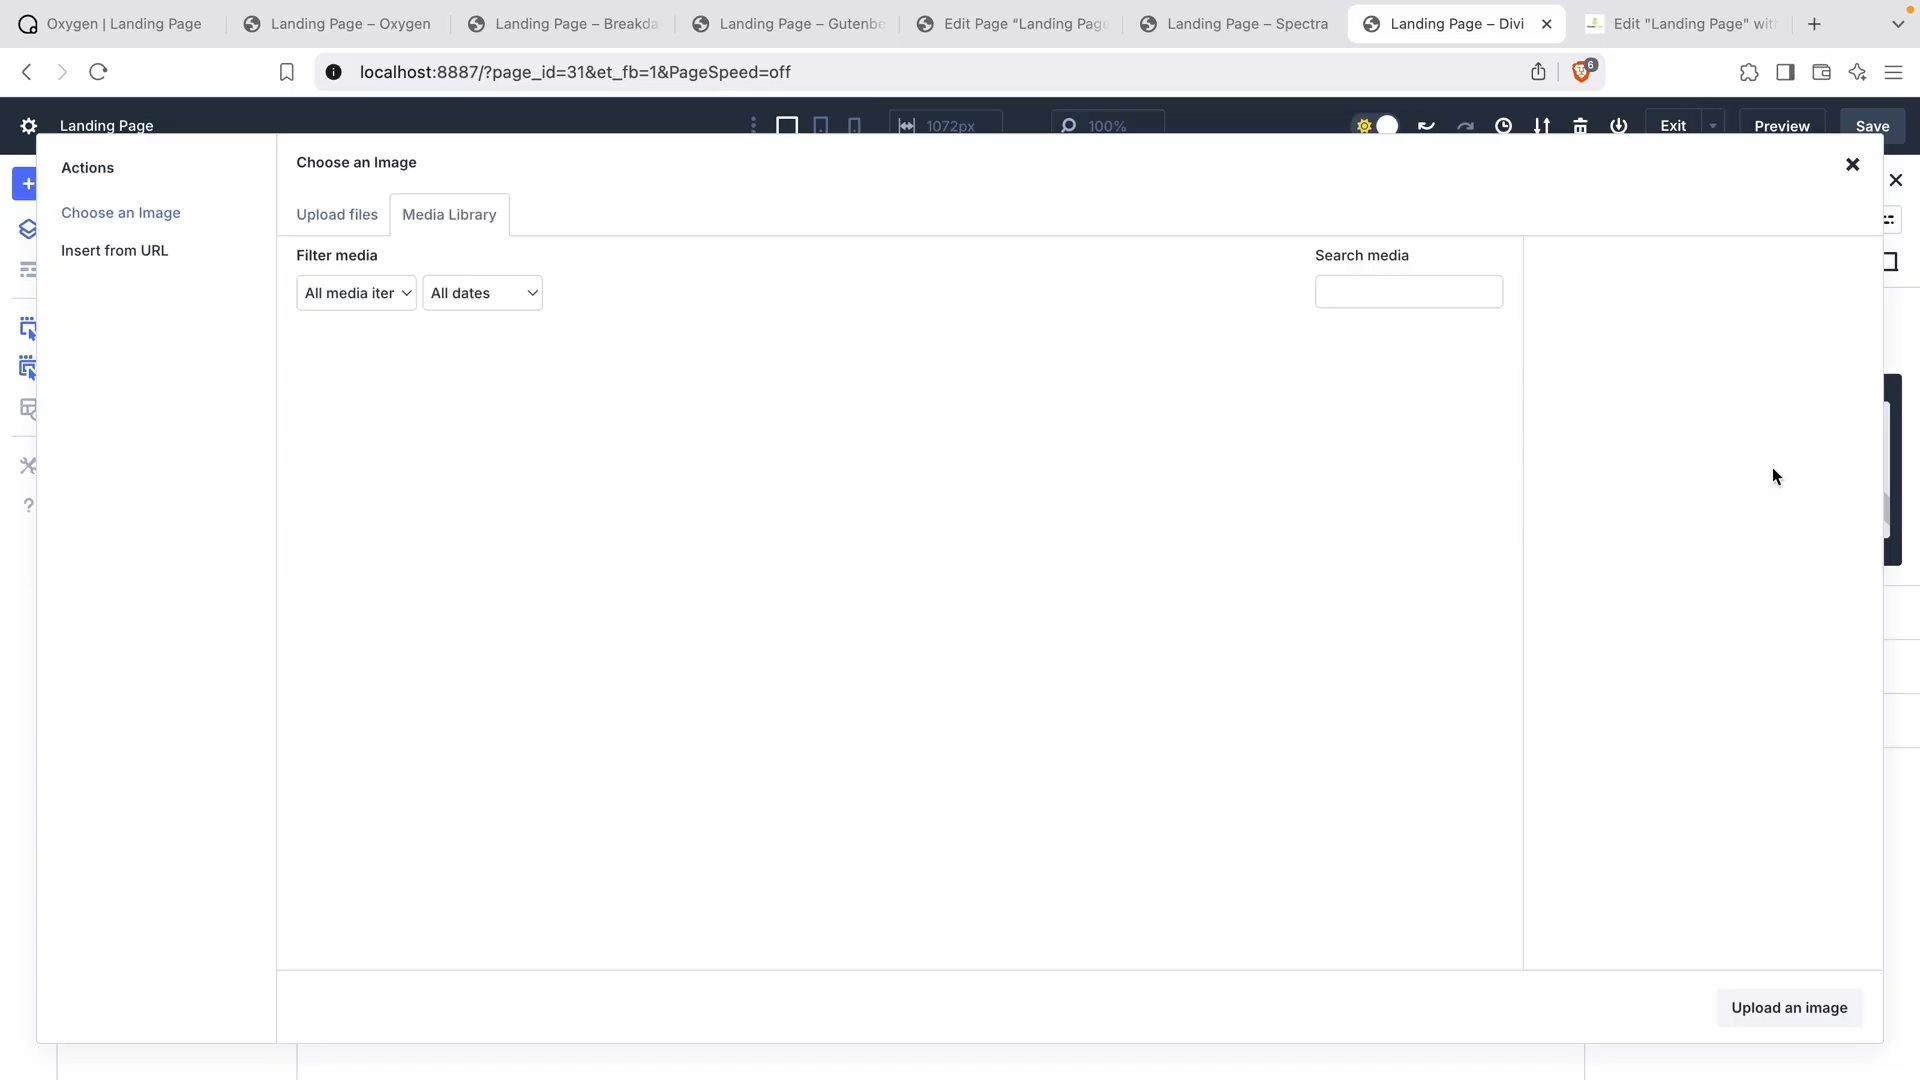 Oxygen | Landing Page
Landing Page – Oxygen
Landing Page – Breakda
Landing Page – Gutenbe
Edit Page “Landing Page
Landing Page – Spectra
Landing Page – Divi
Edit "Landing Page" wit
localhost:8887/?page_id=31&et_fb=1&PageSpeed=off
6
Landing Page
1072px
100%
Exit
Preview
Save
Actions
Choose an Image
Insert from URL
Choose an Image
Upload files
Media Library
Filter media
All media iter
All dates
Search media
?
Upload an image